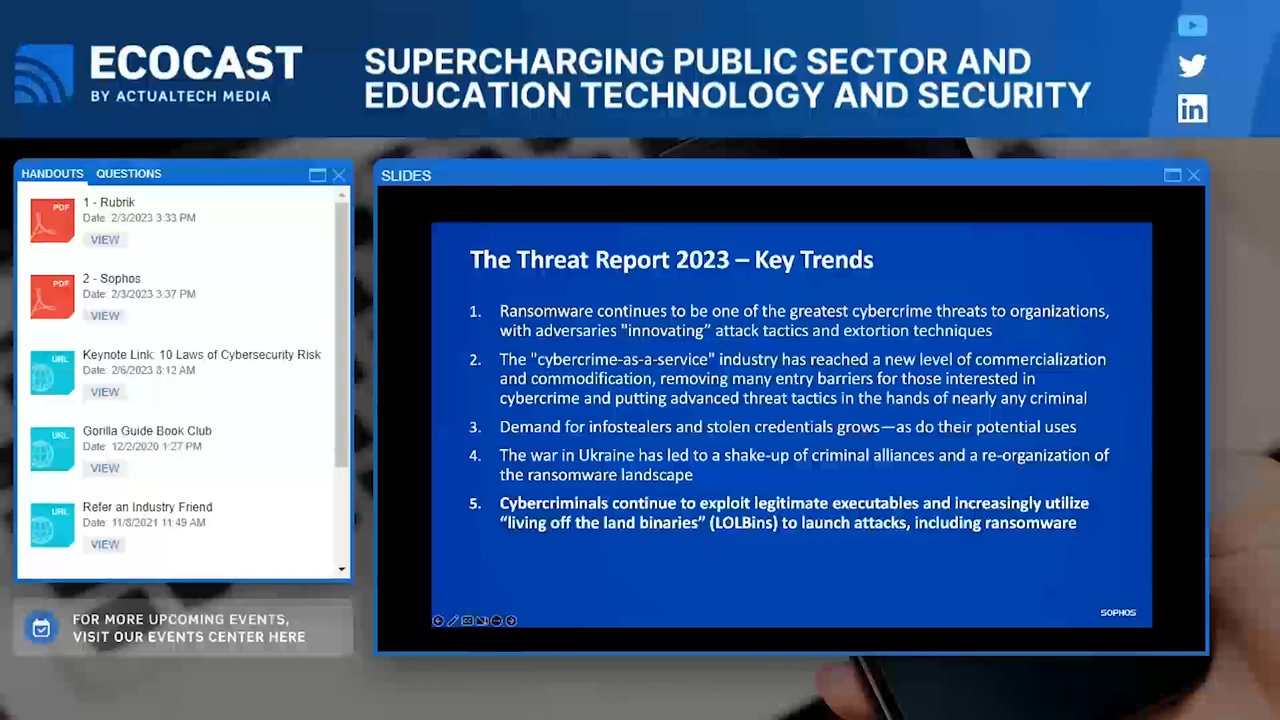 ECOCAST
BY ACTUALTECH MEDIA
SUPERCHARGING PUBLIC SECTOR AND
EDUCATION TECHNOLOGY AND SECURITY
in
HANDOUTS QUESTIONS
PDF
1 - Rubrik
Date: 2/3/2023 3:33 PM
VIEW
PDF
2 - Sophos
Date: 2/3/2023 3:37 PM
VIEW
URL
Keynote Link: 10 Laws of Cybersecurity Risk
Date: 2/6/2023 8:12 AM
VIEW
URL
Gorilla Guide Book Club
Date: 12/2/2020 1:27 PM
VIEW
URL
Refer an Industry Friend
Date: 11/8/2021 11:49 AM
VIEW
FOR MORE UPCOMING EVENTS,
VISIT OUR EVENTS CENTER HERE
SLIDES
The Threat Report 2023 – Key Trends
1. Ransomware continues to be one of the greatest cybercrime threats to organizations,
with adversaries "innovating” attack tactics and extortion techniques
2. The "cybercrime-as-a-service" industry has reached a new level of commercialization
and commodification, removing many entry barriers for those interested in
cybercrime and putting advanced threat tactics in the hands of nearly any criminal
3. Demand for infostealers and stolen credentials grows—as do their potential uses
4. The war in Ukraine has led to a shake-up of criminal alliances and a re-organization of
the ransomware landscape
5. Cybercriminals continue to exploit legitimate executables and increasingly utilize
“living off the land binaries” (LOLBins) to launch attacks, including ransomware
SOPHOS